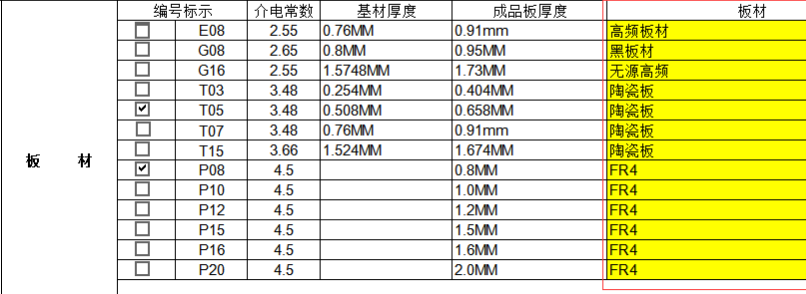 编号标示 介电常数 基材厚度 成品板厚度 板材
E08 2.55 0.76MM 0.91mm 高频板材
G08 2.65 0.8MM 0.95MM 黑板材
G16 2.55 1.5748MM 1.73MM 无源高频
T03 3.48 0.254MM 0.404MM 陶瓷板
T05 3.48 0.508MM 0.658MM 陶瓷板
T07 3.48 0.76MM 0.91mm 陶瓷板
板 材 T15 3.66 1.524MM 1.674MM 陶瓷板
P08 4.5 0.8MM FR4
P10 4.5 1.0MM FR4
P12 4.5 1.2MM FR4
P15 4.5 1.5MM FR4
P16 4.5 1.6MM FR4
P20 4.5 2.0MM FR4